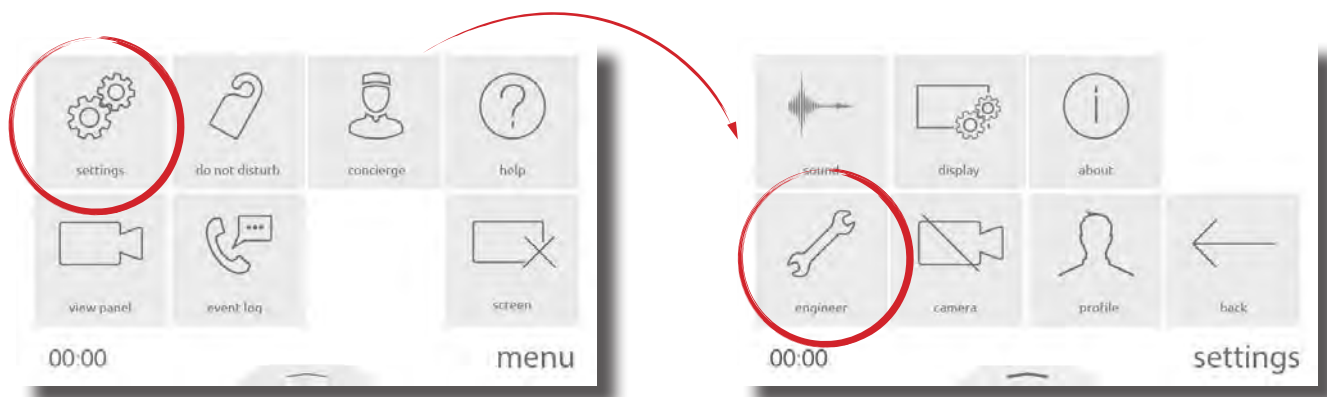 settings
do not disturb
concierge
help
view panel
event log
screen
00:00
menu
sound
display
about
engineer
camera
profile
back
00:00
settings